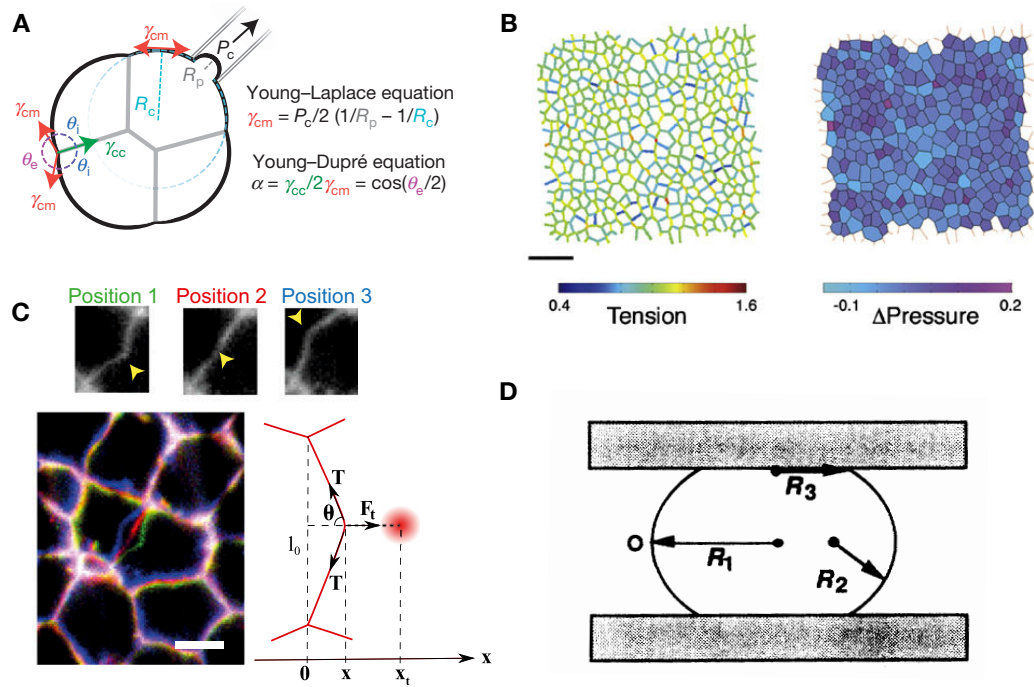 A
γcm
Pc
Rp
Rc
γcm
θi
γcc
θe
θi
γcm
Young–Laplace equation
γcm = Pc/2 (1/Rp − 1/Rc)
Young–Dupré equation
α = γcc/2γcm = cos(θe/2)
B
0.4
1.6
Tension
-0.1
0.2
ΔPressure
C
Position 1
Position 2
Position 3
T
θ
Ft
l0
T
0
x
xt
x
D
R3
O
R1
R2